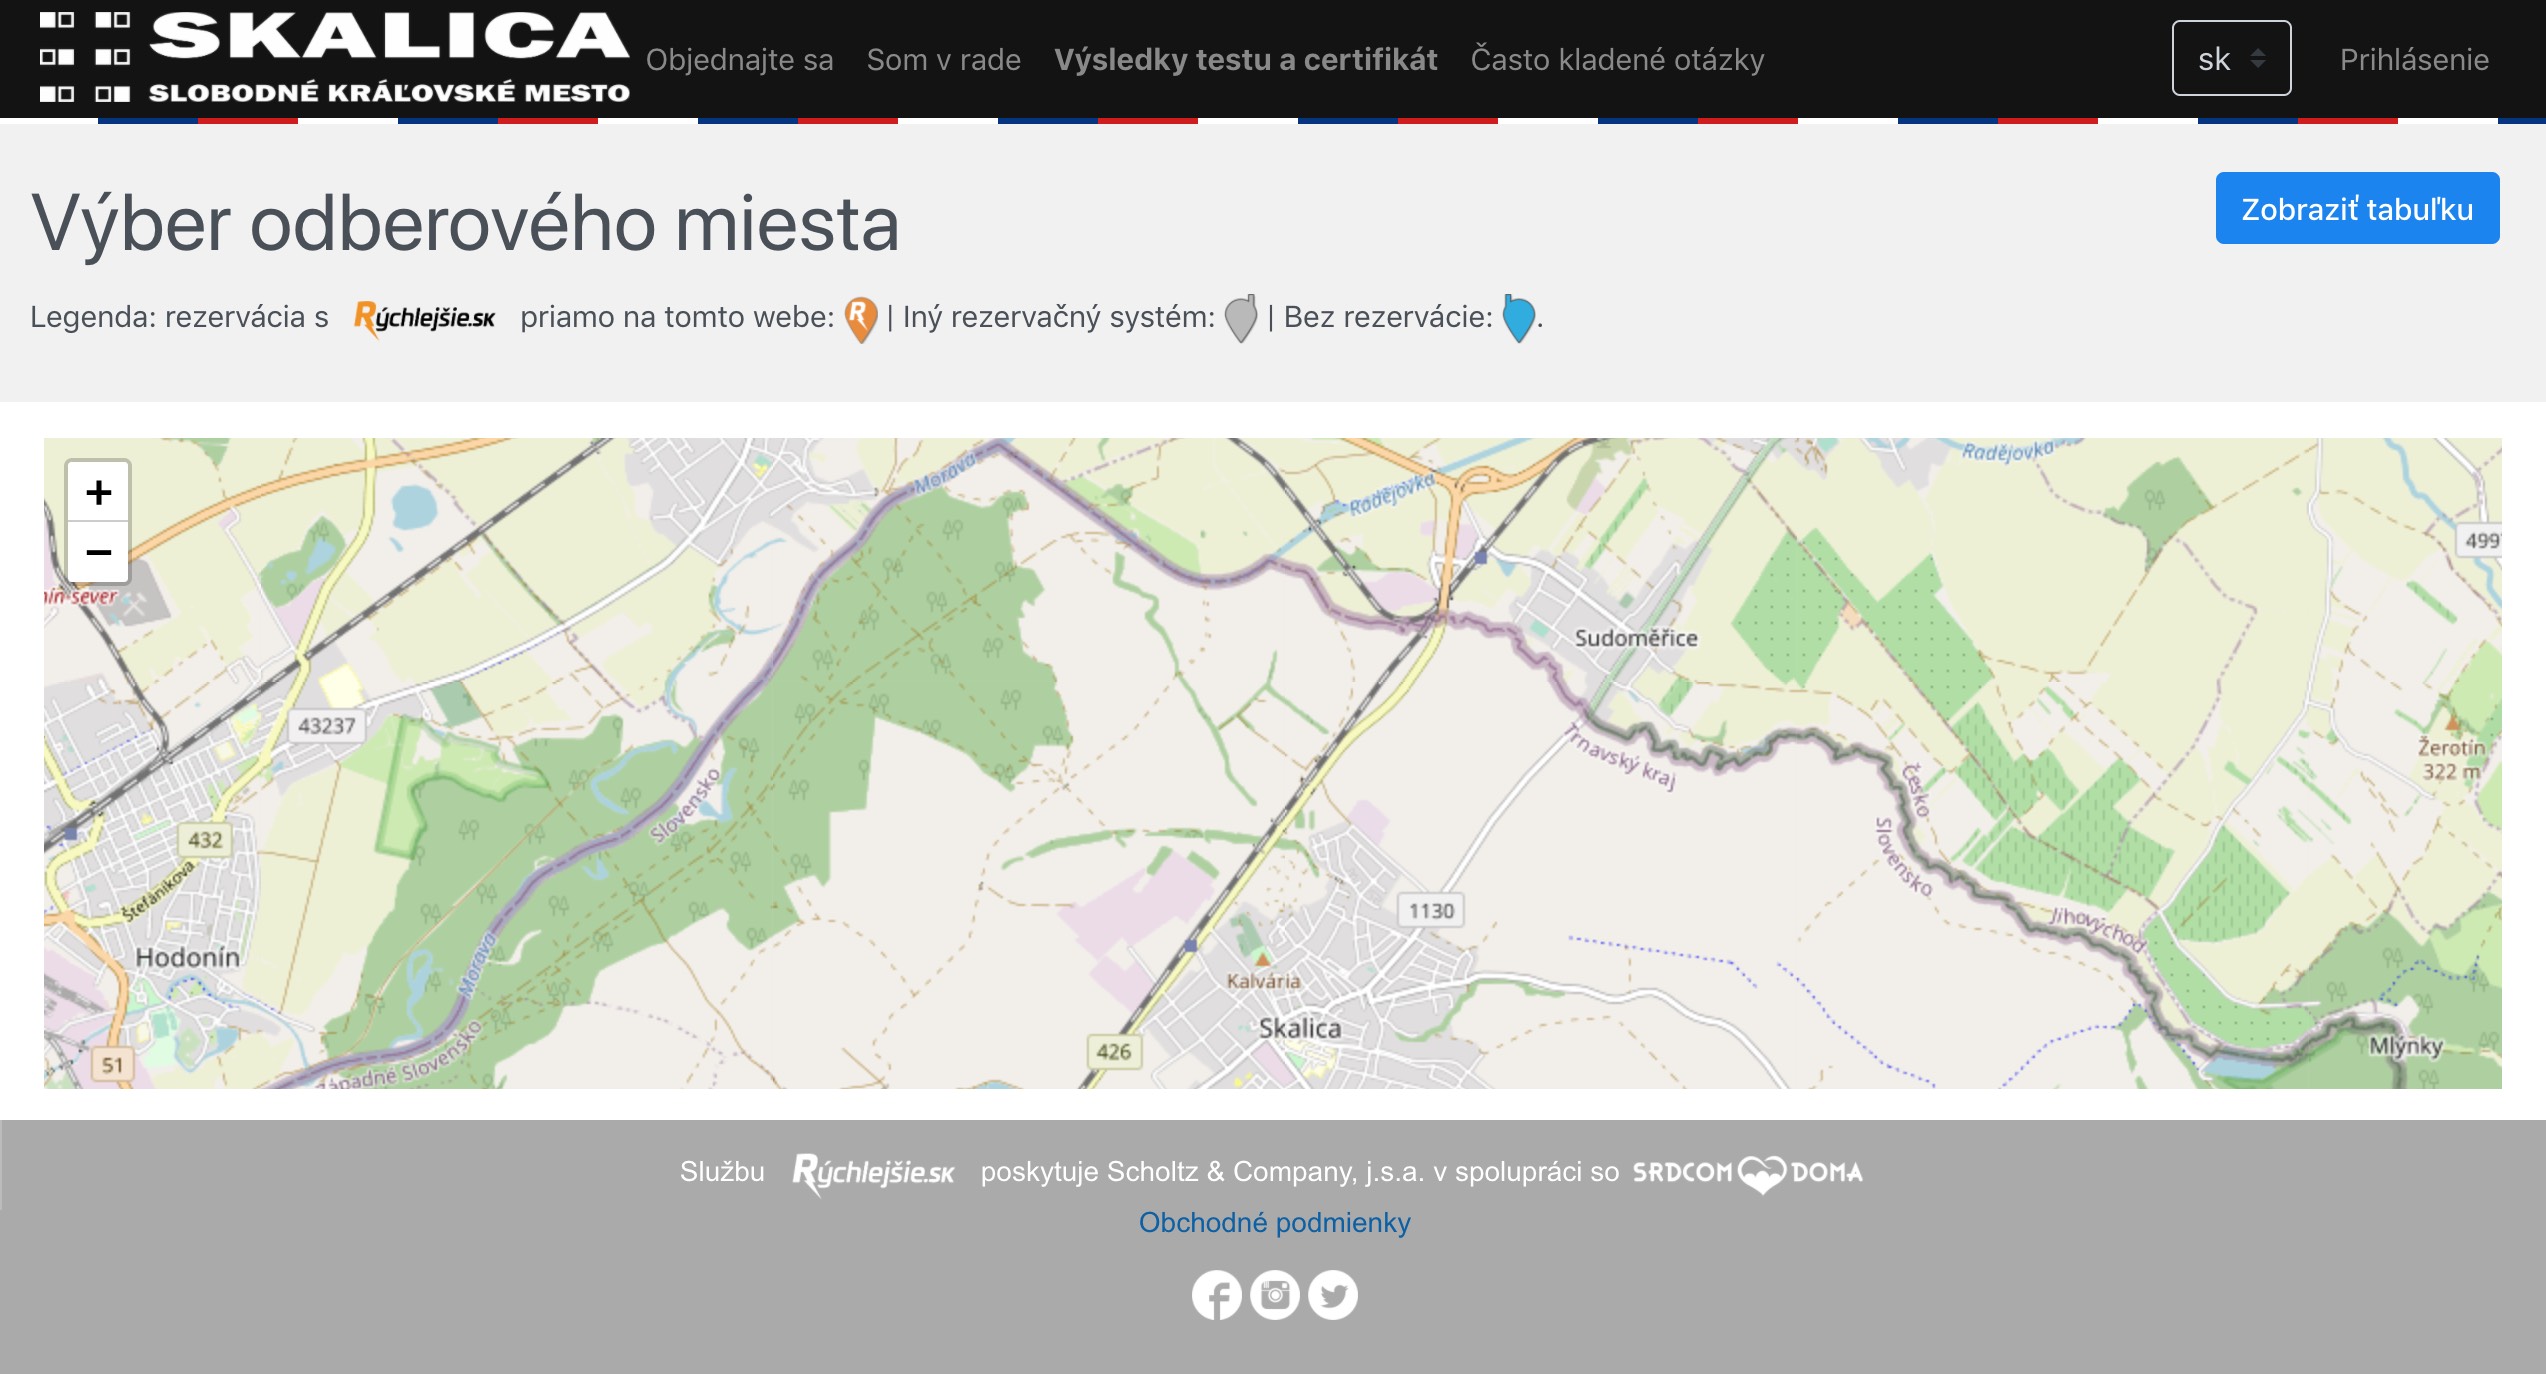 SKALICA
SLOBODNÉ KRÁĽOVSKÉ MESTO
Objednajte sa
Som v rade
Výsledky testu a certifikát
Často kladené otázky
sk
Prihlásenie
Výber odberového miesta
Zobraziť tabuľku
Legenda: rezervácia s Rýchlejšie.sk priamo na tomto webe: R | Iný rezervačný systém: | Bez rezervácie: .
+
−
Morava
Radějovka
Radějovka
499
ín-sever
Sudoměřice
43237
Trnavský kraj
Slovensko
Česko
Žerotín
322 m
432
Štefánikova
Slovensko
1130
Jihovýchod
Hodonín
Morava
Kalvária
Skalica
51
426
Západné Slovensko
Mlýnky
Službu Rýchlejšie.sk poskytuje Scholtz & Company, j.s.a. v spolupráci so SRDCOM DOMA
Obchodné podmienky